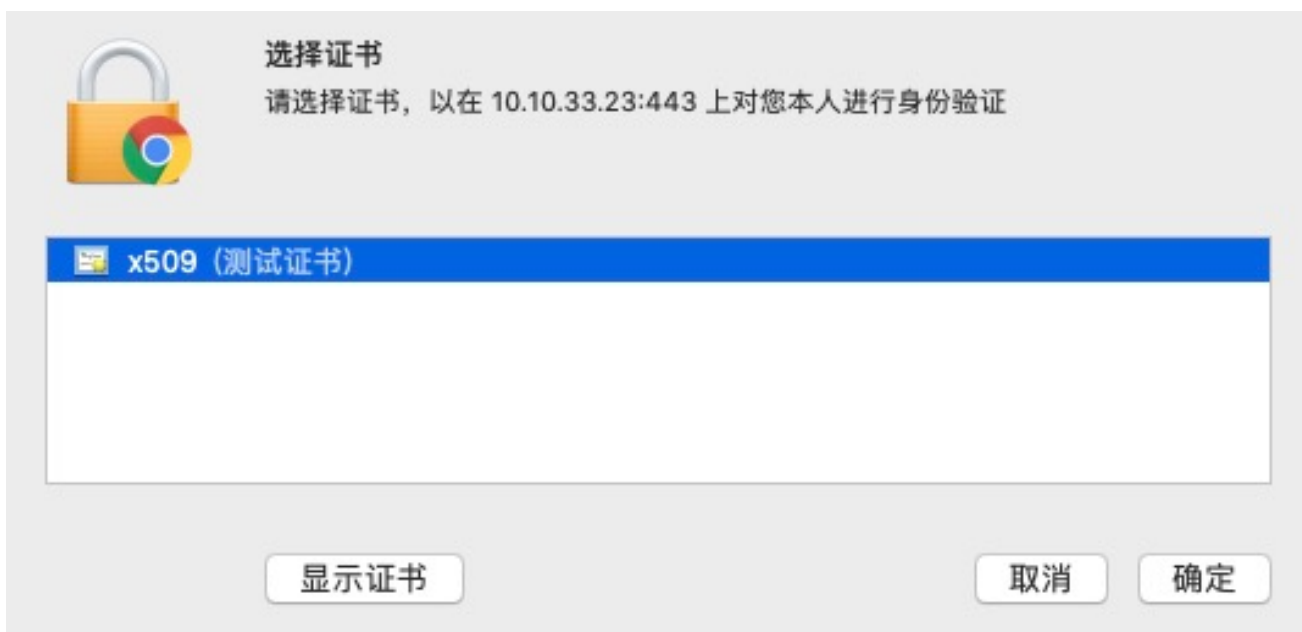 选择证书
请选择证书，以在 10.10.33.23:443 上对您本人进行身份验证
x509（测试证书）
显示证书
取消
确定